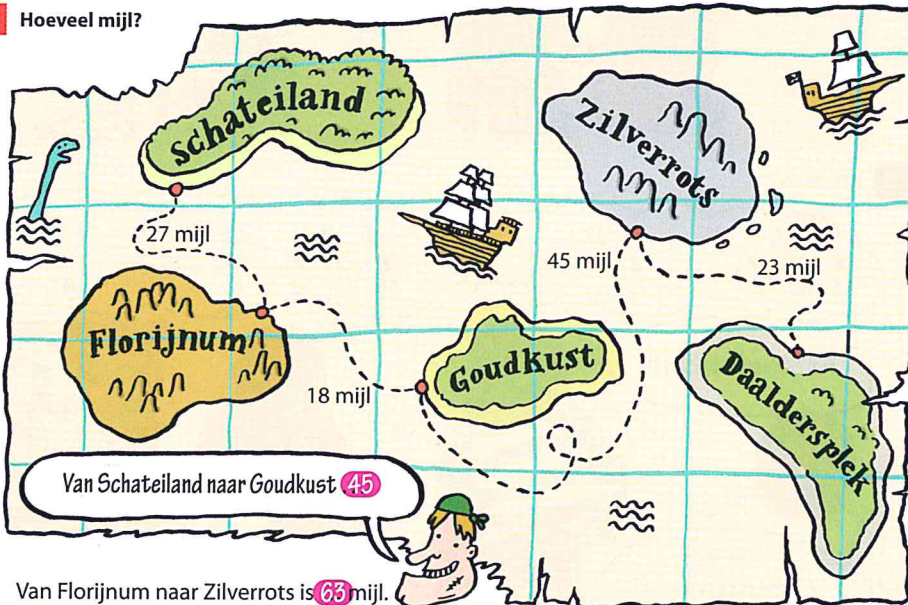 Hoeveel mijl?
Schateiland
Zilverrots
27 mijl
45 mijl
23 mijl
Florijnum
Goudkust
Daaldersplek
18 mijl
Van Schateiland naar Goudkust 45
Van Florijnum naar Zilverrots is 63 mijl.